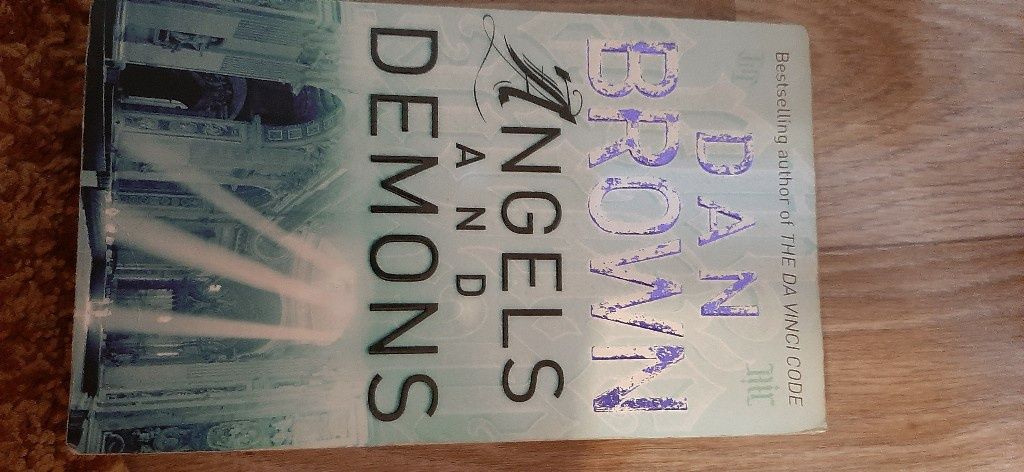 Bestselling author of THE DA VINCI CODE
DAN
BROWN
ANGELS
AND
DEMONS